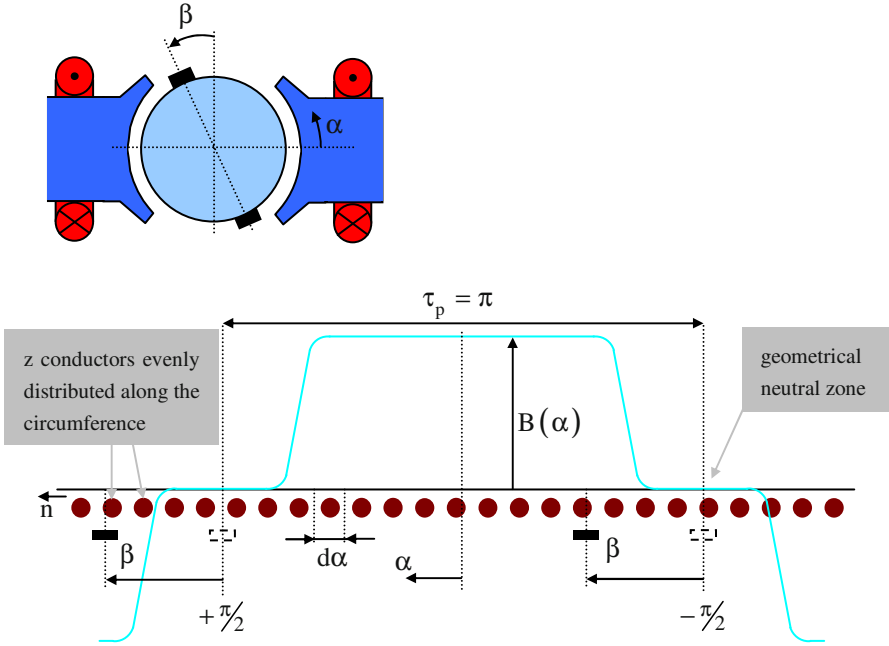 β
α
τp = π
z conductors evenly
distributed along the
circumference
geometrical
neutral zone
B(α)
n
β
dα
α
β
+π/2
−π/2